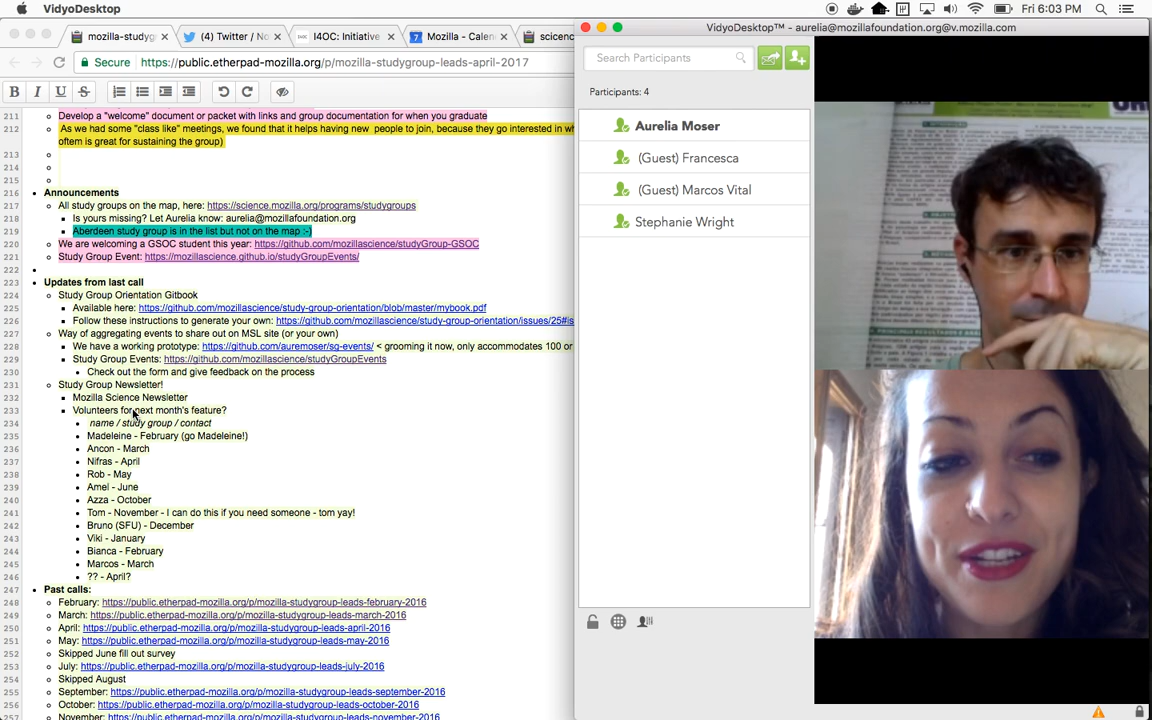 VidyoDesktop
Fri 6:03 PM
mozilla-studyg
(4) Twitter / No
I4OC: Initiative
Mozilla - Calen
science
Secure https://public.etherpad-mozilla.org/p/mozilla-studygroup-leads-april-2017
B I U S
211 Develop a "welcome" document or packet with links and group documentation for when you graduate
212 As we had some "class like" meetings, we found that it helps having new people to join, because they go interested in wh
oftem is great for sustaining the group)
213
214
215
216 Announcements
217 All study groups on the map, here: https://science.mozilla.org/programs/studygroups
218 Is yours missing? Let Aurelia know: aurelia@mozillafoundation.org
219 Aberdeen study group is in the list but not on the map :-)
220 We are welcoming a GSOC student this year: https://github.com/mozillascience/studyGroup-GSOC
221 Study Group Event: https://mozillascience.github.io/studyGroupEvents/
222
223 Updates from last call
224 Study Group Orientation Gitbook
225 Available here: https://github.com/mozillascience/study-group-orientation/blob/master/mybook.pdf
226 Follow these instructions to generate your own: https://github.com/mozillascience/study-group-orientation/issues/25#is
227 Way of aggregating events to share out on MSL site (or your own)
228 We have a working prototype: https://github.com/auremoser/sg-events/ < grooming it now, only accommodates 100 or
229 Study Group Events: https://github.com/mozillascience/studyGroupEvents
230 Check out the form and give feedback on the process
231 Study Group Newsletter!
232 Mozilla Science Newsletter
233 Volunteers for next month's feature?
234 name / study group / contact
235 Madeleine - February (go Madeleine!)
236 Ancon - March
237 Nifras - April
238 Rob - May
239 Amel - June
240 Azza - October
241 Tom - November - I can do this if you need someone - tom yay!
242 Bruno (SFU) - December
243 Viki - January
244 Bianca - February
245 Marcos - March
246 ?? - April?
247 Past calls:
248 February: https://public.etherpad-mozilla.org/p/mozilla-studygroup-leads-february-2016
249 March: https://public.etherpad-mozilla.org/p/mozilla-studygroup-leads-march-2016
250 April: https://public.etherpad-mozilla.org/p/mozilla-studygroup-leads-april-2016
251 May: https://public.etherpad-mozilla.org/p/mozilla-studygroup-leads-may-2016
252 Skipped June fill out survey
253 July: https://public.etherpad-mozilla.org/p/mozilla-studygroup-leads-july-2016
254 Skipped August
255 September: https://public.etherpad-mozilla.org/p/mozilla-studygroup-leads-september-2016
256 October: https://public.etherpad-mozilla.org/p/mozilla-studygroup-leads-october-2016
257 November: https://public.etherpad-mozilla.org/p/mozilla-studygroup-leads-november-2016
VidyoDesktop™ - aurelia@mozillafoundation.org@v.mozilla.com
Search Participants
Participants: 4
Aurelia Moser
(Guest) Francesca
(Guest) Marcos Vital
Stephanie Wright